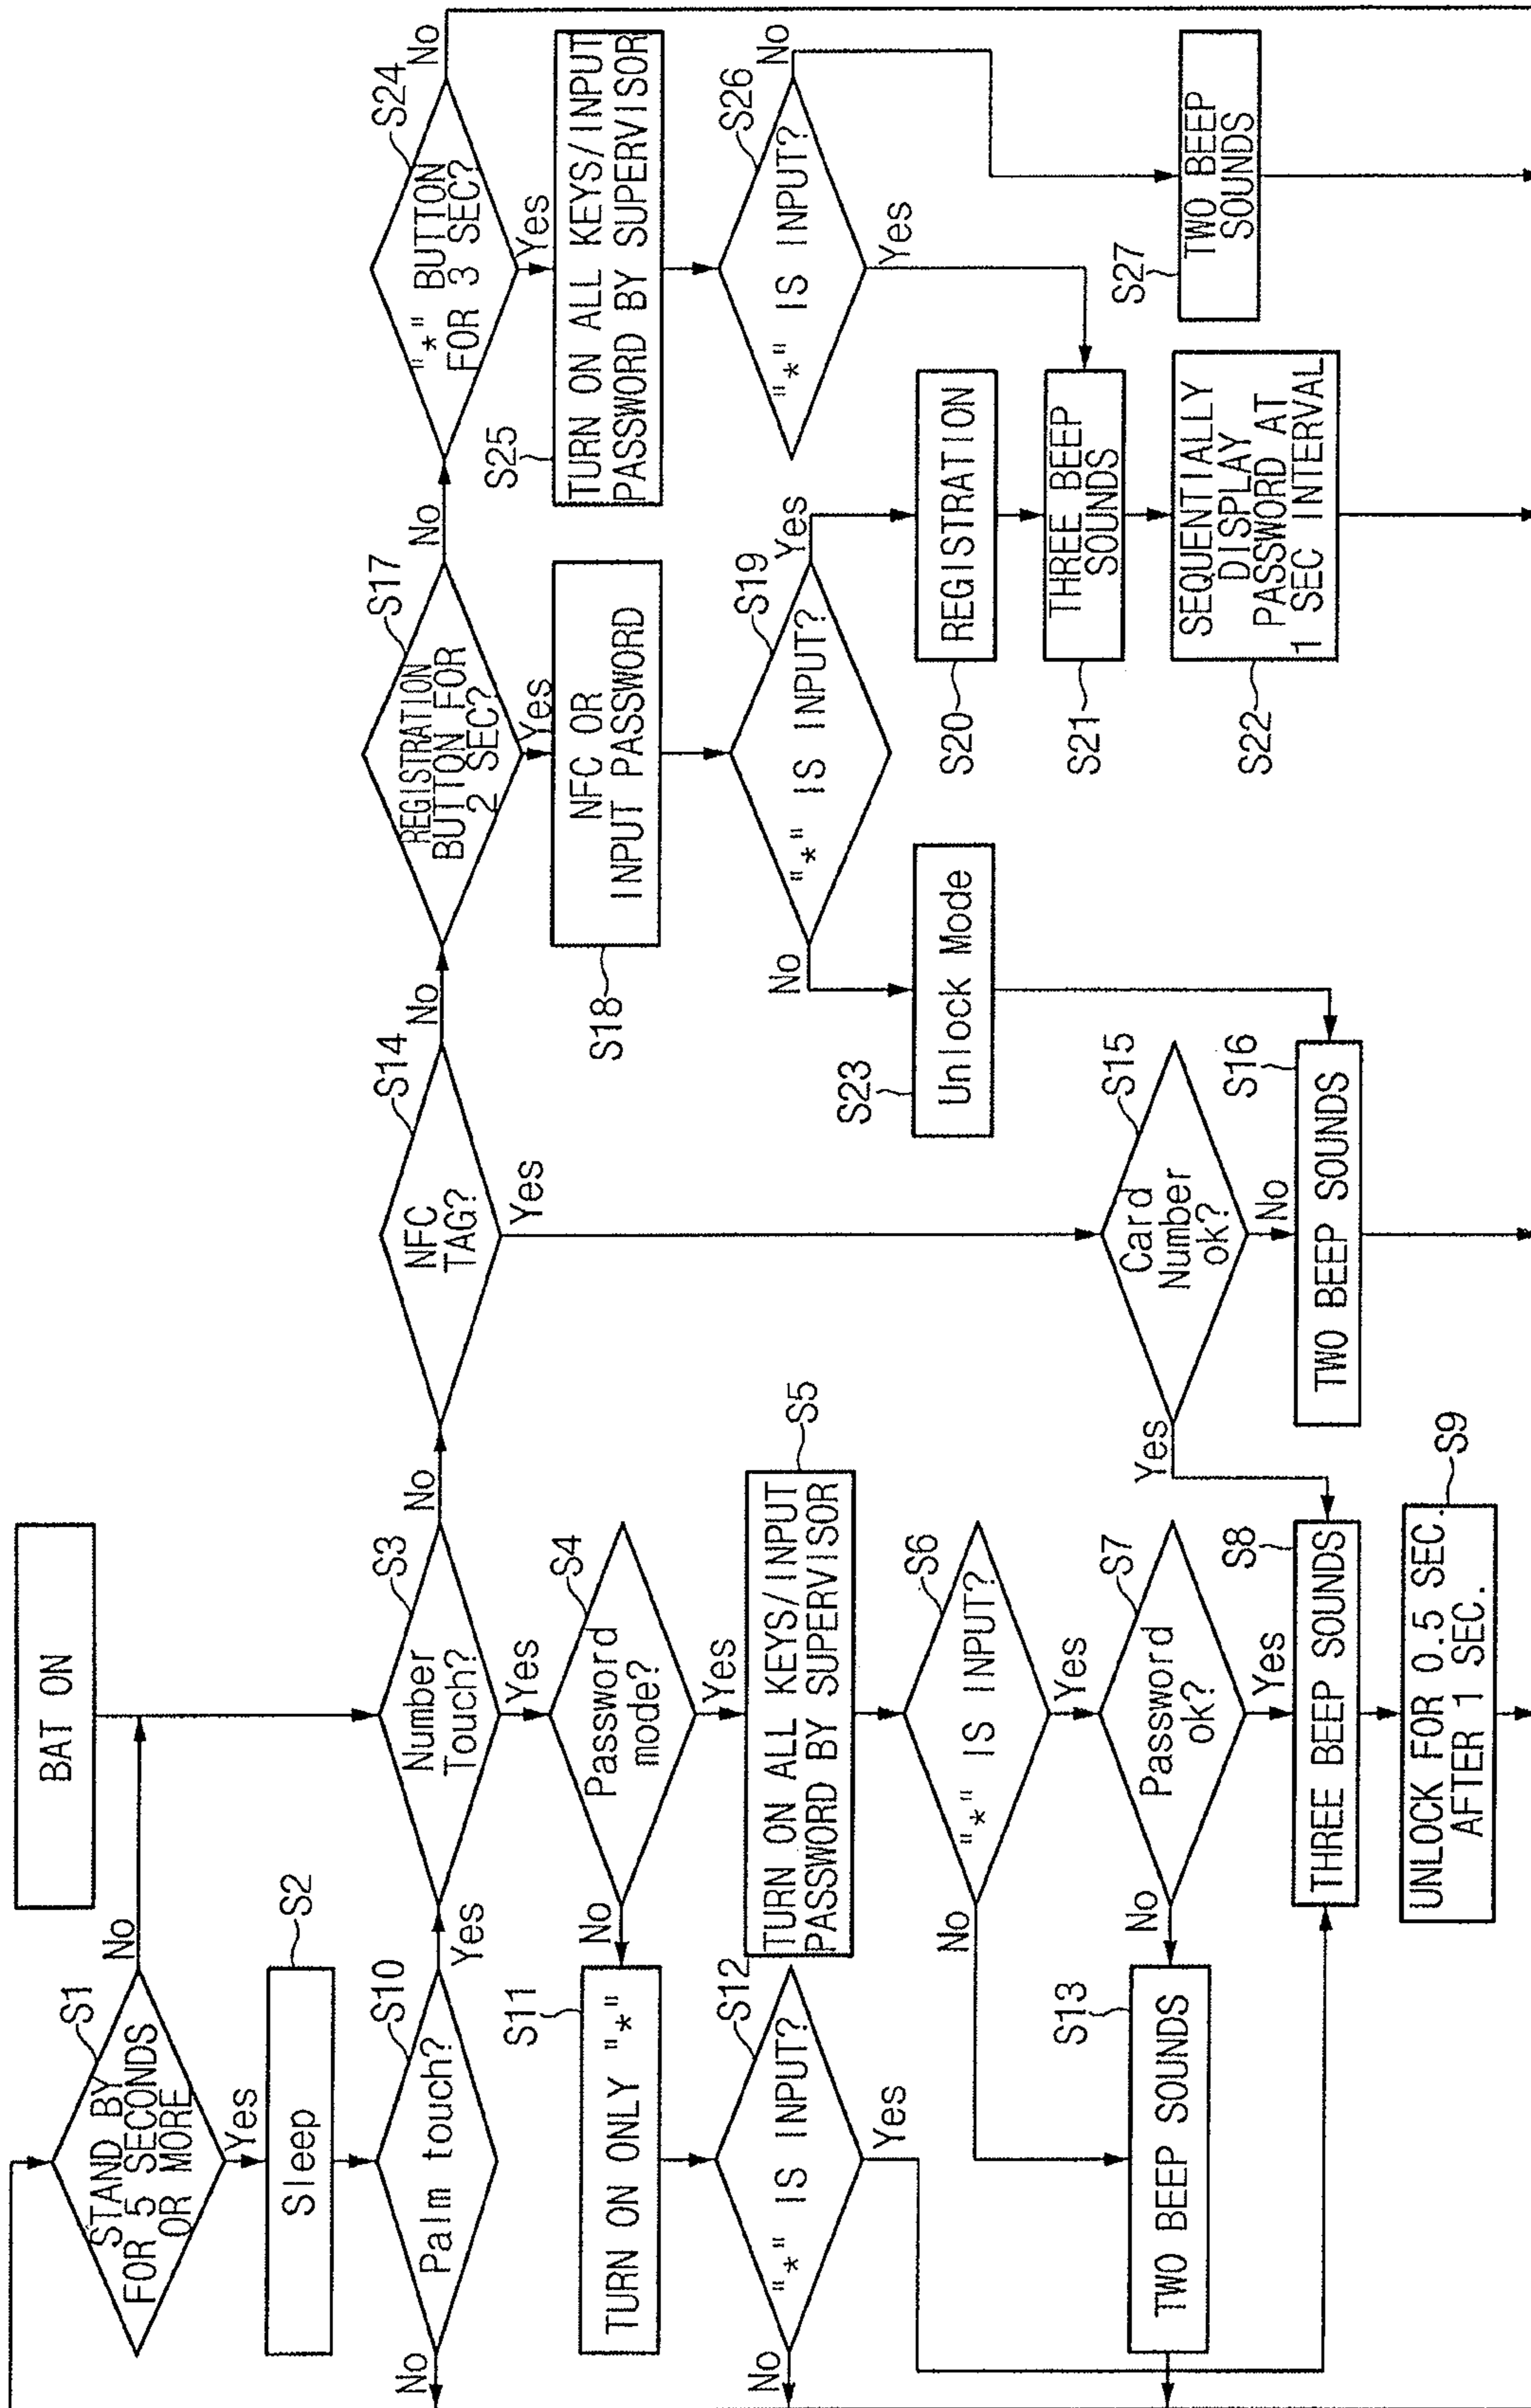 BAT ON
STAND BY
FOR 5 SECONDS
OR MORE
S1
No
Yes
Sleep
S2
Palm touch?
S10
No
Yes
Number
Touch?
S3
No
Yes
Password
mode?
S4
No
Yes
TURN ON ONLY "*"
S11
TURN ON ALL KEYS/INPUT
PASSWORD BY SUPERVISOR
S5
"*" IS INPUT?
S12
No
Yes
"*" IS INPUT?
S6
No
Yes
Password
ok?
S7
No
Yes
TWO BEEP SOUNDS
S13
THREE BEEP SOUNDS
S8
UNLOCK FOR 0.5 SEC.
AFTER 1 SEC.
S9
NFC
TAG?
S14
No
Yes
Card
Number
ok?
S15
Yes
No
TWO BEEP SOUNDS
S16
REGISTRATION
BUTTON FOR
2 SEC?
S17
No
Yes
NFC OR
INPUT PASSWORD
S18
"*" IS INPUT?
S19
No
Yes
Unlock Mode
S23
REGISTRATION
S20
THREE BEEP
SOUNDS
S21
SEQUENTIALLY
DISPLAY
PASSWORD AT
1 SEC INTERVAL
S22
"*" BUTTON
FOR 3 SEC?
S24
No
Yes
TURN ON ALL KEYS/INPUT
PASSWORD BY SUPERVISOR
S25
"*" IS INPUT?
S26
No
Yes
TWO BEEP
SOUNDS
S27